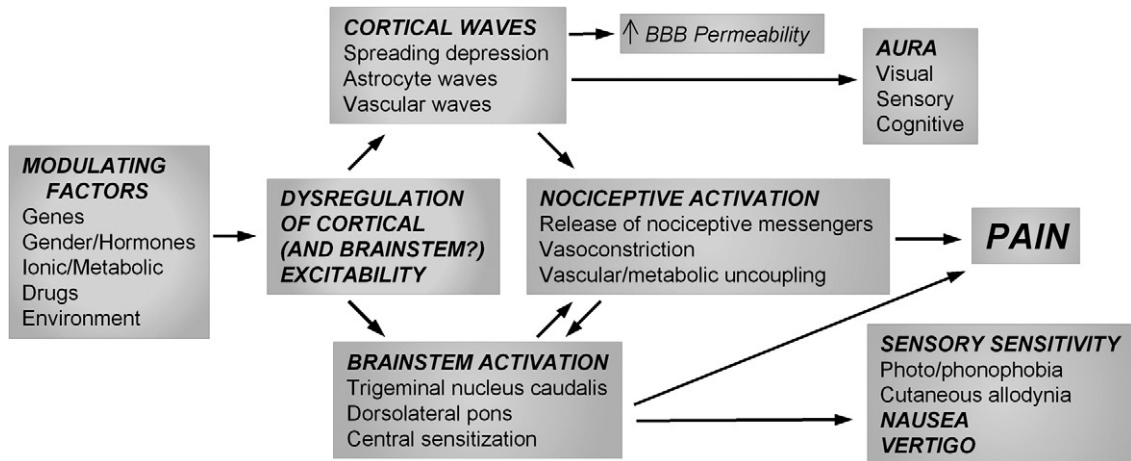 CORTICAL WAVES
Spreading depression
Astrocyte waves
Vascular waves
↑ BBB Permeability
AURA
Visual
Sensory
Cognitive
MODULATING
FACTORS
Genes
Gender/Hormones
Ionic/Metabolic
Drugs
Environment
DYSREGULATION
OF CORTICAL
(AND BRAINSTEM?)
EXCITABILITY
NOCICEPTIVE ACTIVATION
Release of nociceptive messengers
Vasoconstriction
Vascular/metabolic uncoupling
PAIN
BRAINSTEM ACTIVATION
Trigeminal nucleus caudalis
Dorsolateral pons
Central sensitization
SENSORY SENSITIVITY
Photo/phonophobia
Cutaneous allodynia
NAUSEA
VERTIGO